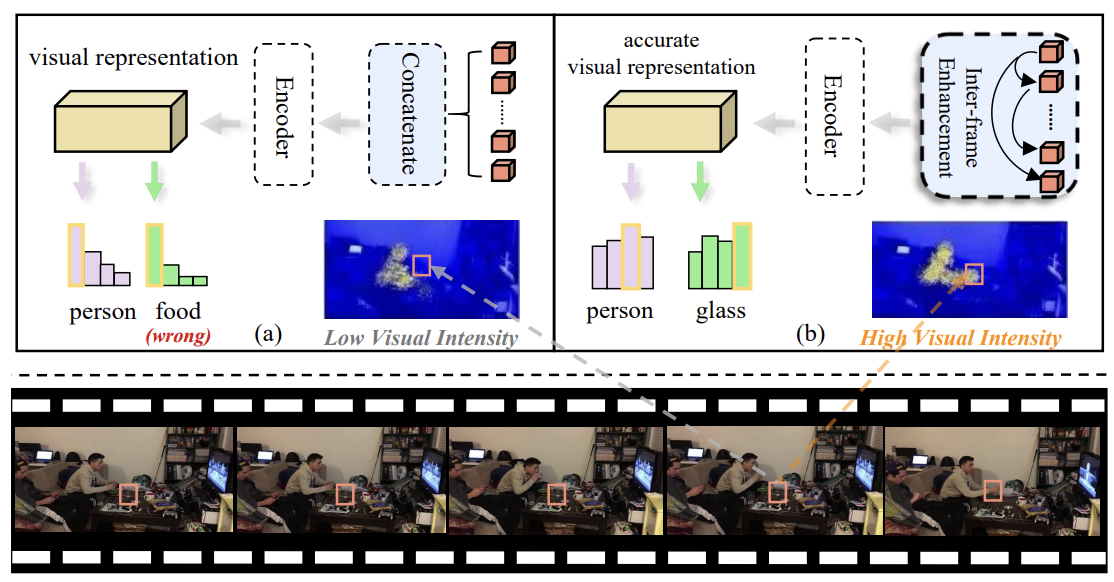 visual representation
Encoder
Concatenate
person
food
(wrong)
(a)
Low Visual Intensity
accurate
visual representation
Encoder
Inter-frame
Enhancement
person
glass
(b)
High Visual Intensity